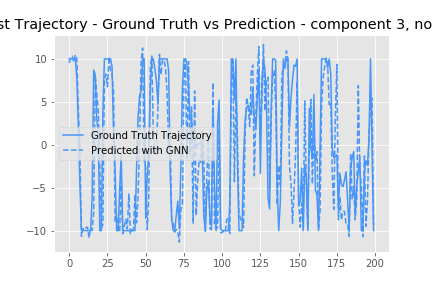 st Trajectory - Ground Truth vs Prediction - component 3, no
10
5
0
−5
−10
Ground Truth Trajectory
Predicted with GNN
0 25 50 75 100 125 150 175 200